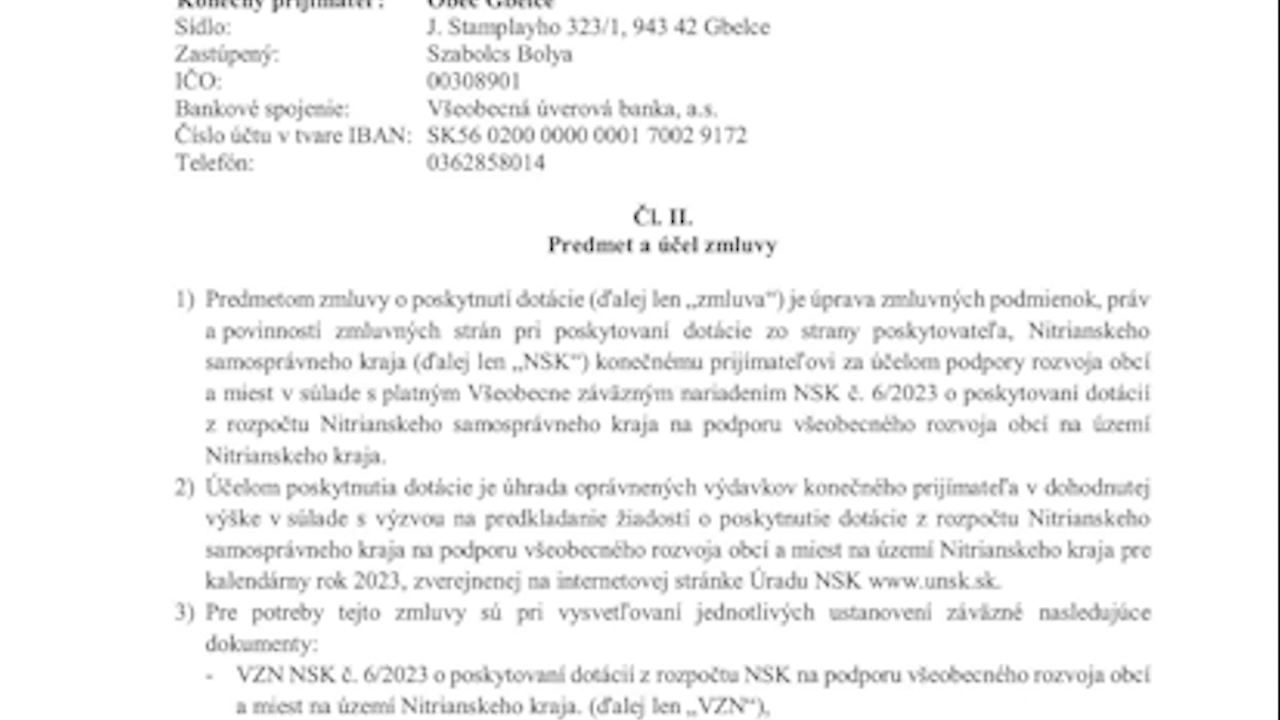 Konečný prijímateľ: Obec Gbelce
Sídlo: J. Stamplayho 323/1, 943 42 Gbelce
Zastúpený: Szabolcs Bolya
IČO: 00308901
Bankové spojenie: Všeobecná úverová banka, a.s.
Číslo účtu v tvare IBAN: SK56 0200 0000 0001 7002 9172
Telefón: 0362858014
Čl. II.
Predmet a účel zmluvy
1) Predmetom zmluvy o poskytnutí dotácie (ďalej len „zmluva“) je úprava zmluvných podmienok, práv
a povinností zmluvných strán pri poskytovaní dotácie zo strany poskytovateľa, Nitrianskeho
samosprávneho kraja (ďalej len „NSK“) konečnému prijímateľovi za účelom podpory rozvoja obcí
a miest v súlade s platným Všeobecne záväzným nariadením NSK č. 6/2023 o poskytovaní dotácií
z rozpočtu Nitrianskeho samosprávneho kraja na podporu všeobecného rozvoja obcí na území
Nitrianskeho kraja.
2) Účelom poskytnutia dotácie je úhrada oprávnených výdavkov konečného prijímateľa v dohodnutej
výške v súlade s výzvou na predkladanie žiadostí o poskytnutie dotácie z rozpočtu Nitrianskeho
samosprávneho kraja na podporu všeobecného rozvoja obcí a miest na území Nitrianskeho kraja pre
kalendárny rok 2023, zverejnenej na internetovej stránke Úradu NSK www.unsk.sk.
3) Pre potreby tejto zmluvy sú pri vysvetľovaní jednotlivých ustanovení záväzné nasledujúce
dokumenty:
- VZN NSK č. 6/2023 o poskytovaní dotácií z rozpočtu NSK na podporu všeobecného rozvoja obcí
a miest na území Nitrianskeho kraja. (ďalej len „VZN“),